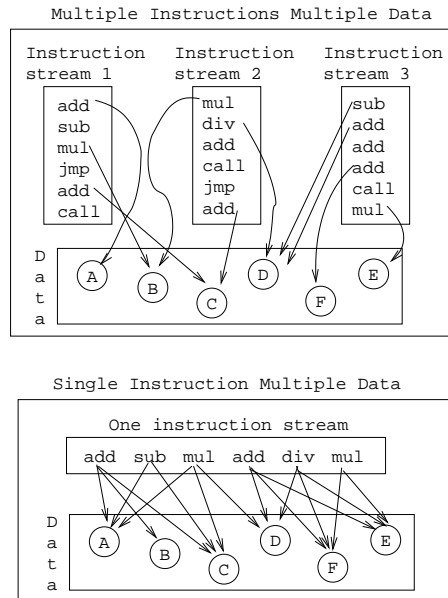 Multiple Instructions Multiple Data
Instruction stream 1
Instruction stream 2
Instruction stream 3
add
sub
mul
jmp
add
call
mul
div
add
call
jmp
add
sub
add
add
add
call
mul
Data
A
B
C
D
F
E
Single Instruction Multiple Data
One instruction stream
add sub mul add div mul
Data
A
B
C
D
F
E